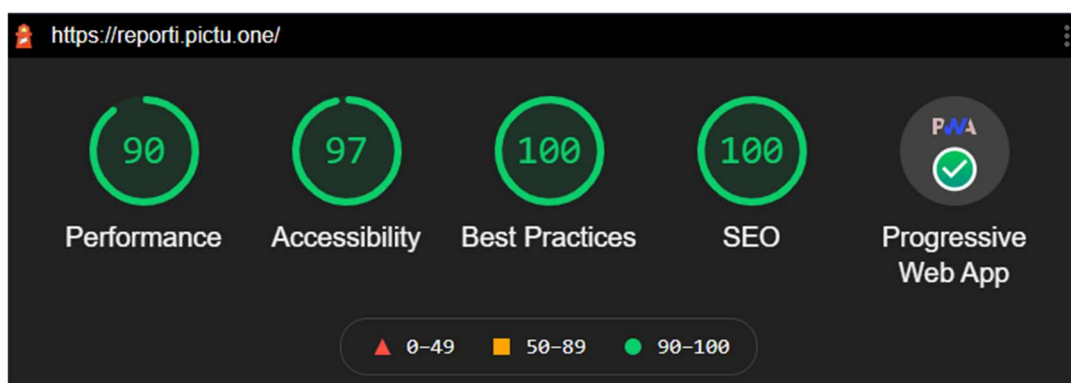 https://reporti.pictu.one/
90 97 100 100 PWA
Performance Accessibility Best Practices SEO Progressive
Web App
0–49 50–89 90–100